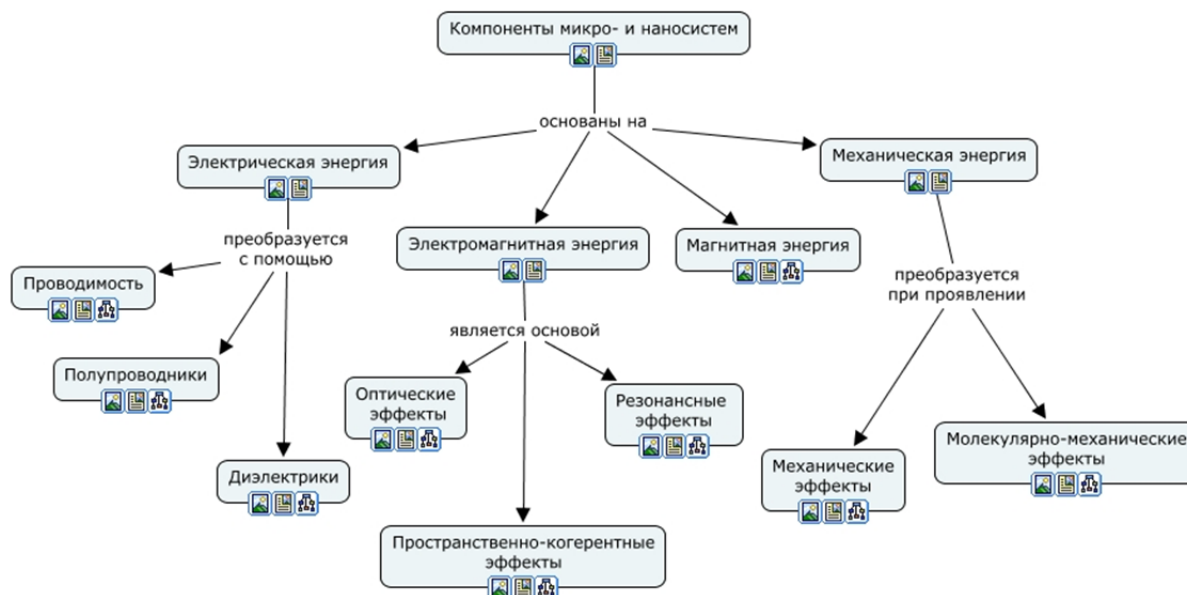 Компоненты микро- и наносистем
основаны на
Электрическая энергия
Механическая энергия
преобразуется
с помощью
Электромагнитная энергия
Магнитная энергия
Проводимость
преобразуется
при проявлении
является основой
Полупроводники
Оптические
эффекты
Резонансные
эффекты
Диэлектрики
Механические
эффекты
Молекулярно-механические
эффекты
Пространственно-когерентные
эффекты